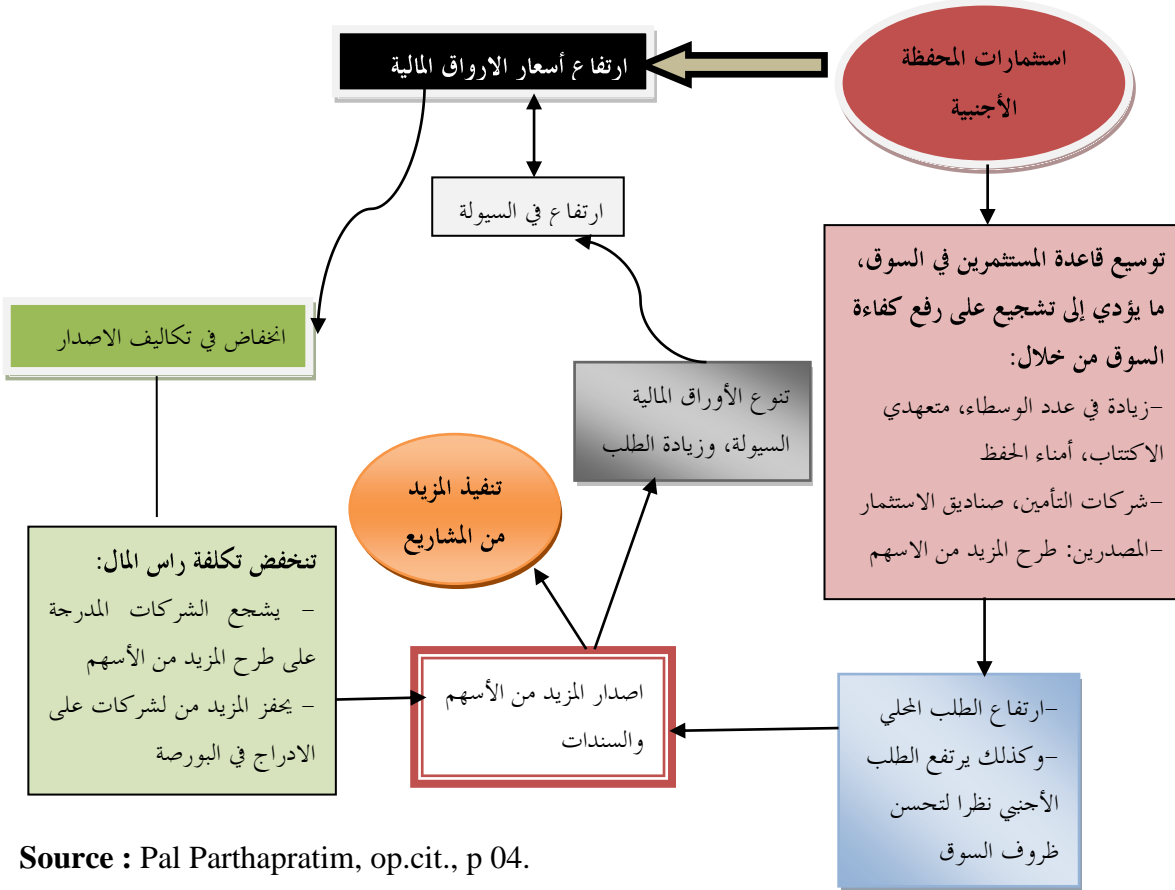 استثمارات المحفظة
الأجنبية
ارتفاع أسعار الارواق المالية
ارتفاع في السيولة
توسيع قاعدة المستثمرين في السوق،
ما يؤدي إلى تشجيع على رفع كفاءة
السوق من خلال:
-زيادة في عدد الوسطاء، متعهدي
الاكتتاب، أمناء الحفظ
-شركات التأمين، صناديق الاستثمار
-المصدرين: طرح المزيد من الاسهم
انخفاض في تكاليف الاصدار
تنوع الأوراق المالية
السيولة، وزيادة الطلب
تنفيذ المزيد
من المشاريع
تنخفض تكلفة راس المال:
- يشجع الشركات المدرجة
على طرح المزيد من الأسهم
- يحفز المزيد من لشركات على
الادراج في البورصة
اصدار المزيد من الأسهم
والسندات
-ارتفاع الطلب المحلي
-وكذلك يرتفع الطلب
الأجنبي نظرا لتحسن
ظروف السوق
Source : Pal Parthapratim, op.cit., p 04.